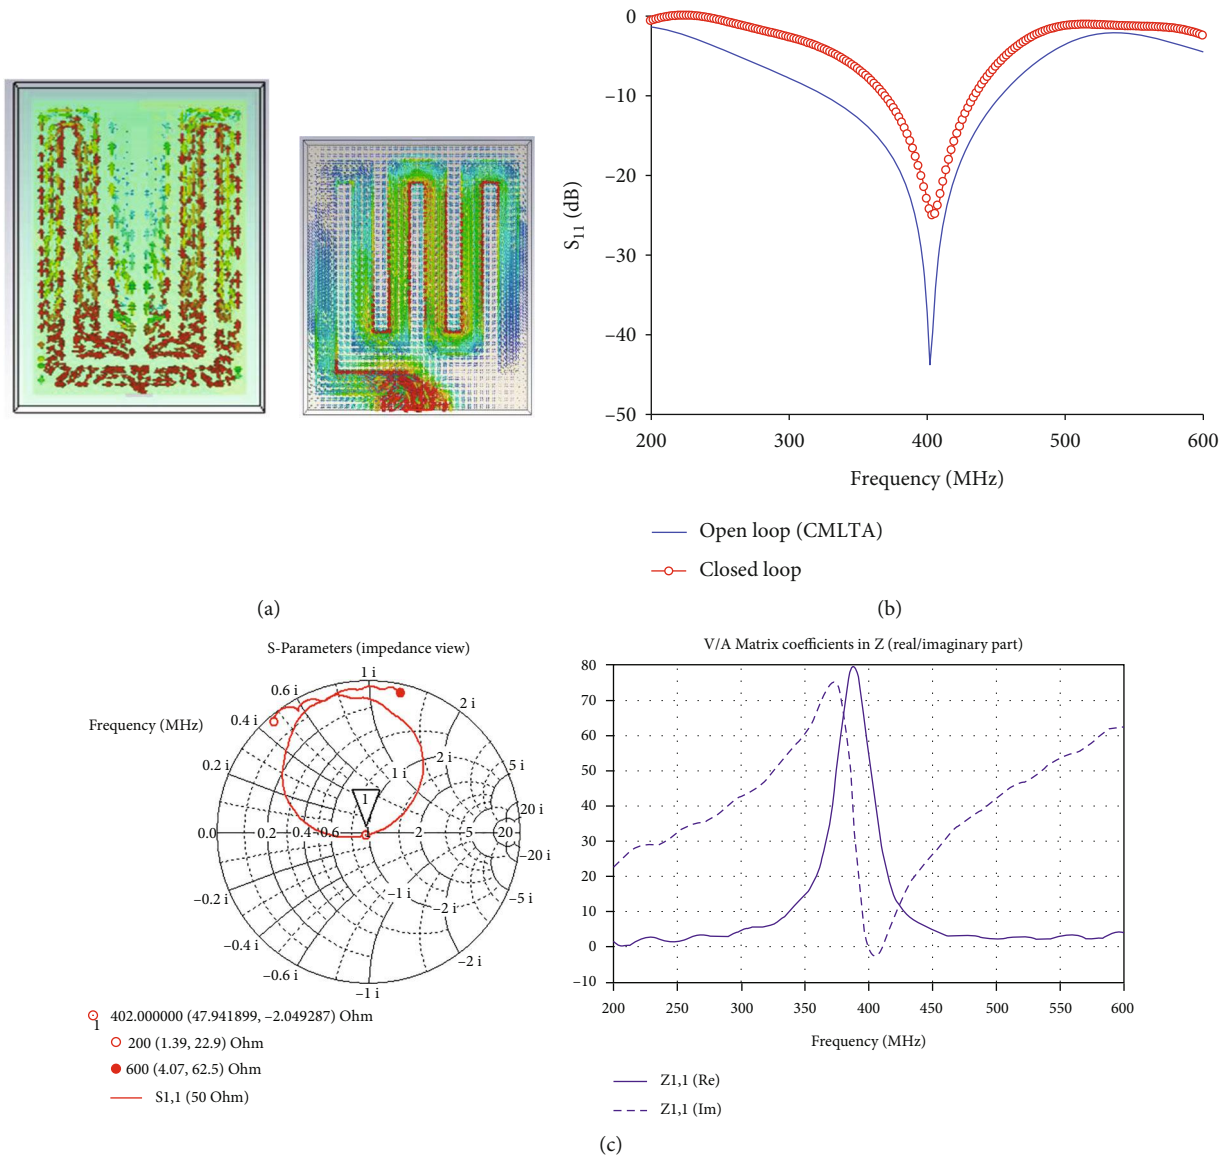 0
–10
–20
–30
–40
–50
S11 (dB)
200
300
400
500
600
Frequency (MHz)
Open loop (CMLTA)
Closed loop
(a)
(b)
S-Parameters (impedance view)
Frequency (MHz)
1 i
0.6 i
2 i
0.4 i
0.2 i
2 i
5 i
1 i
1
20 i
0.0
0.2
0.4
0.6
1
2
5
20
–20 i
–0.2 i
–1 i
–2 i
–5 i
–0.4 i
–2 i
–0.6 i
–1 i
1
402.000000 (47.941899, –2.049287) Ohm
200 (1.39, 22.9) Ohm
600 (4.07, 62.5) Ohm
S1,1 (50 Ohm)
V/A Matrix coefficients in Z (real/imaginary part)
80
70
60
50
40
30
20
10
0
–10
200
250
300
350
400
450
500
550
600
Frequency (MHz)
Z1,1 (Re)
Z1,1 (Im)
(c)